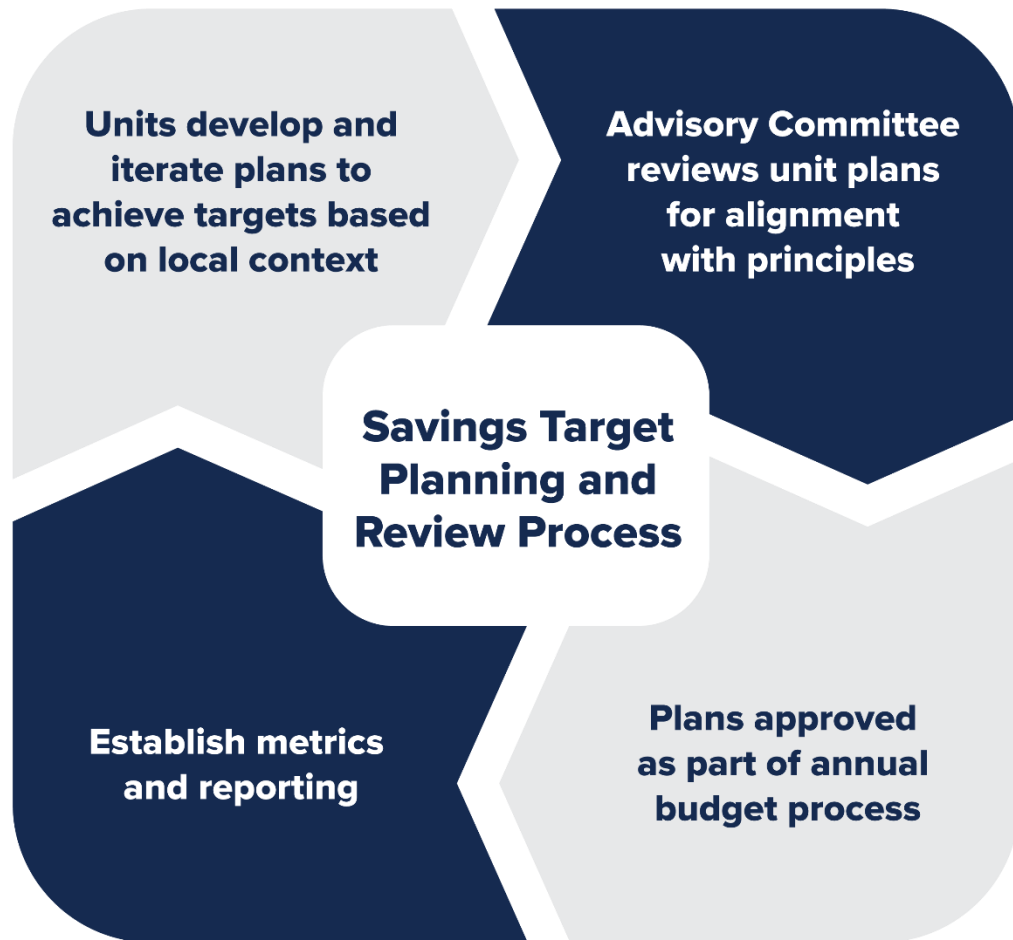 Units develop and
iterate plans to
achieve targets based
on local context
Advisory Committee
reviews unit plans
for alignment
with principles
Savings Target
Planning and
Review Process
Establish metrics
and reporting
Plans approved
as part of annual
budget process